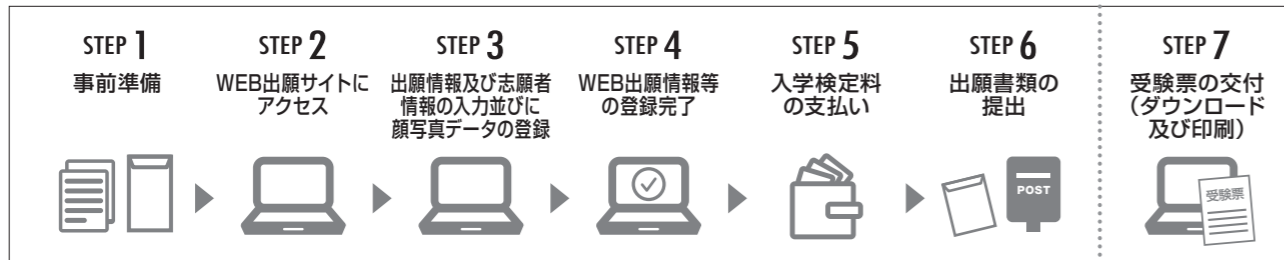 STEP 1
事前準備
STEP 2
WEB出願サイトに
アクセス
STEP 3
出願情報及び志願者
情報の入力並びに
顔写真データの登録
STEP 4
WEB出願情報等
の登録完了
STEP 5
入学検定料
の支払い
STEP 6
出願書類の
提出
POST
STEP 7
受験票の交付
（ダウンロード
及び印刷）
受験票